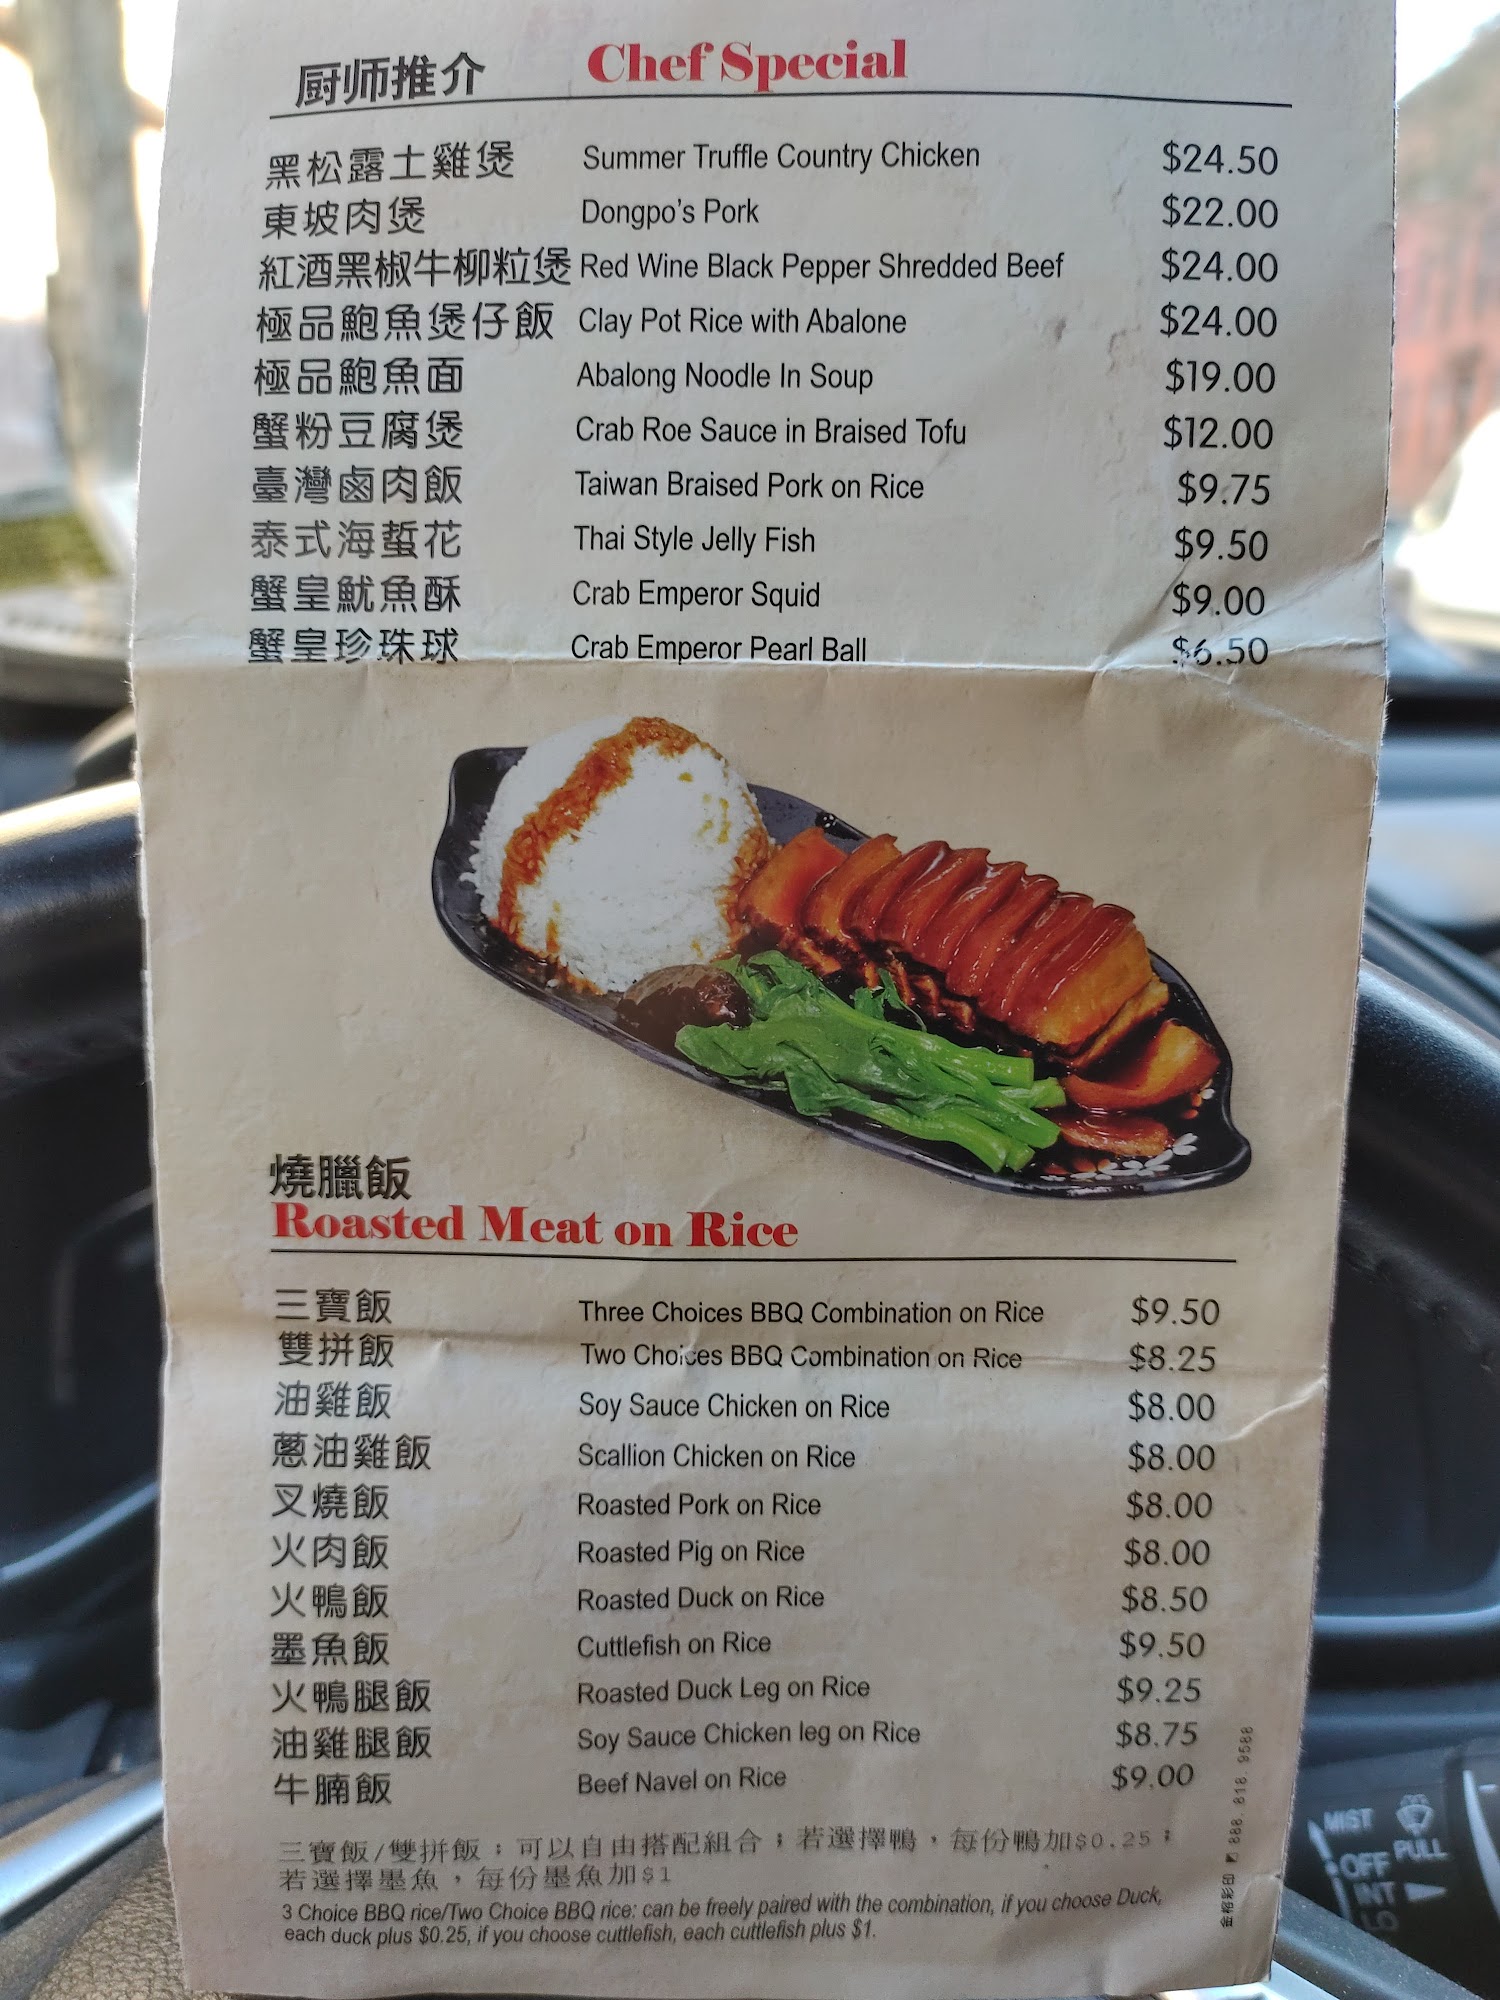 厨师推介 Chef Special
黑松露土雞煲 Summer Truffle Country Chicken $24.50
東坡肉煲 Dongpo's Pork $22.00
紅酒黑椒牛柳粒煲 Red Wine Black Pepper Shredded Beef $24.00
極品鮑魚煲仔飯 Clay Pot Rice with Abalone $24.00
極品鮑魚面 Abalong Noodle In Soup $19.00
蟹粉豆腐煲 Crab Roe Sauce in Braised Tofu $12.00
臺灣鹵肉飯 Taiwan Braised Pork on Rice $9.75
泰式海蜇花 Thai Style Jelly Fish $9.50
蟹皇魷魚酥 Crab Emperor Squid $9.00
蟹皇珍珠球 Crab Emperor Pearl Ball $6.50
燒臘飯
Roasted Meat on Rice
三寶飯 Three Choices BBQ Combination on Rice $9.50
雙拼飯 Two Choices BBQ Combination on Rice $8.25
油雞飯 Soy Sauce Chicken on Rice $8.00
蔥油雞飯 Scallion Chicken on Rice $8.00
叉燒飯 Roasted Pork on Rice $8.00
火肉飯 Roasted Pig on Rice $8.00
火鴨飯 Roasted Duck on Rice $8.50
墨魚飯 Cuttlefish on Rice $9.50
火鴨腿飯 Roasted Duck Leg on Rice $9.25
油雞腿飯 Soy Sauce Chicken leg on Rice $8.75
牛腩飯 Beef Navel on Rice $9.00
三寶飯/雙拼飯：可以自由搭配組合；若選擇鴨，每份鴨加$0.25；
若選擇墨魚，每份墨魚加$1
3 Choice BBQ rice/Two Choice BBQ rice: can be freely paired with the combination, if you choose Duck,
each duck plus $0.25, if you choose cuttlefish, each cuttlefish plus $1.
888.818.9588
MIST
PULL
OFF
INT